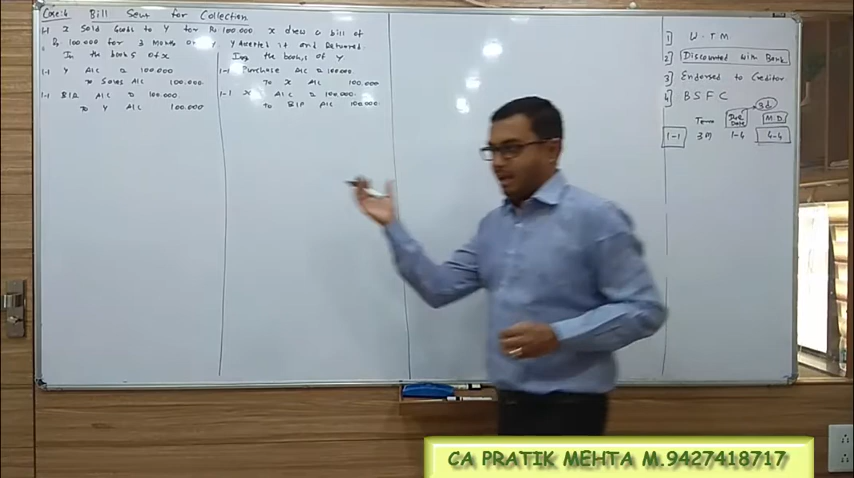 Case:6 Bill Sent for Collection
1-1 X Sold Goods to Y for Rs 100.000 X drew a bill of
Rs 100.000 for 3 Months on Y Y Accepted it and Returned.
In the books of X
1-1 Y A/C D 100.000
To Sales A/C 100.000
1-1 B/R A/C D 100.000
To Y A/C 100.000
In the books of Y
1-1 Purchase A/C D 100.000
To X A/C 100.000
1-1 X A/C D 100.000
To B/P A/C 100.000
1] U.T.M
2] Discounted with Bank
3] Endorsed to Creditor
4] BSFC
3d
Term Due Date M.D
1-1 3M 1-4 4-4
CA PRATIK MEHTA M.9427418717